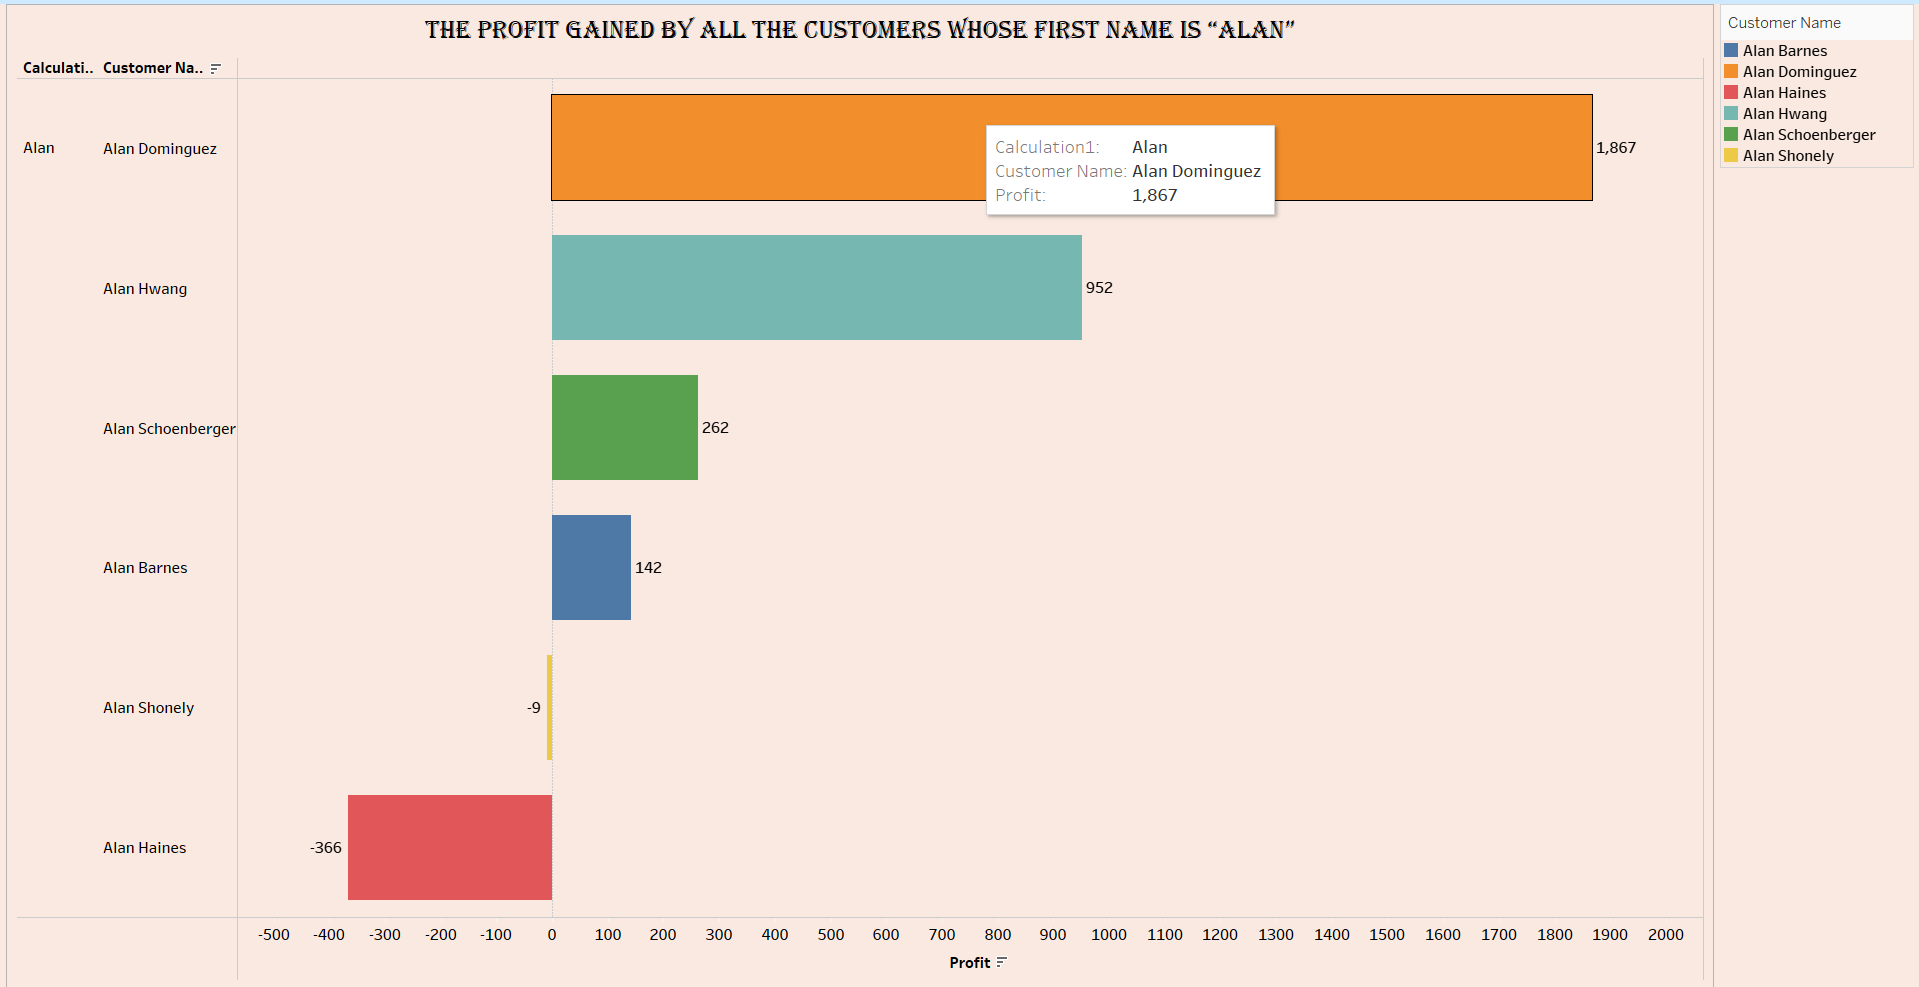 THE PROFIT GAINED BY ALL THE CUSTOMERS WHOSE FIRST NAME IS “ALAN”
Calculati.. Customer Na..
Alan Alan Dominguez 1,867
Calculation1: Alan
Customer Name: Alan Dominguez
Profit: 1,867
Alan Hwang 952
Alan Schoenberger 262
Alan Barnes 142
Alan Shonely -9
Alan Haines -366
-500 -400 -300 -200 -100 0 100 200 300 400 500 600 700 800 900 1000 1100 1200 1300 1400 1500 1600 1700 1800 1900 2000
Profit
Customer Name
Alan Barnes
Alan Dominguez
Alan Haines
Alan Hwang
Alan Schoenberger
Alan Shonely